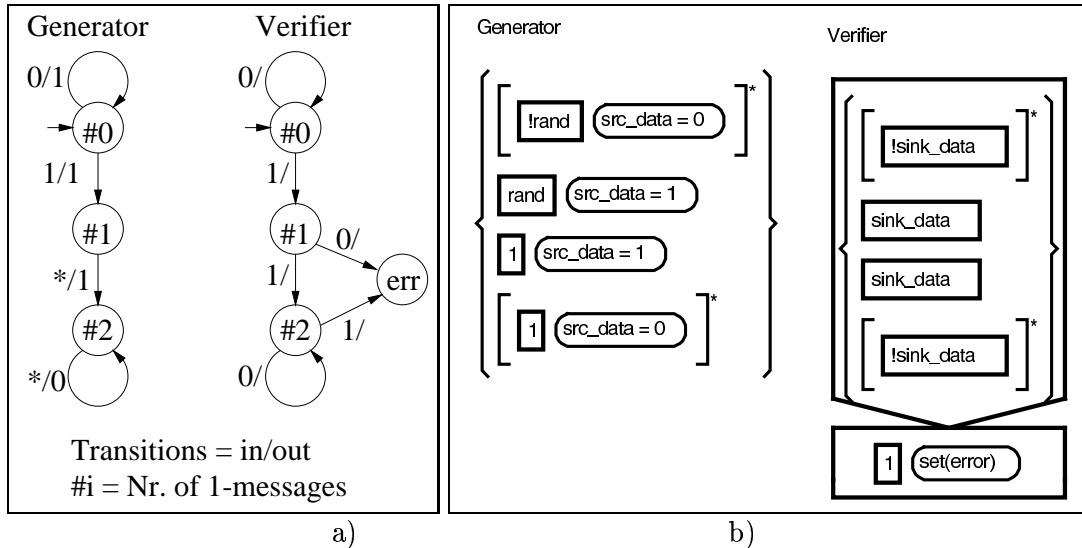 Generator
Verifier
0/1
0/
#0
#0
1/1
1/
#1
#1
0/
*/1
1/
err
#2
#2
1/
*/0
0/
Transitions = in/out
#i = Nr. of 1-messages
a)
Generator
!rand
src_data = 0
*
rand
src_data = 1
1
src_data = 1
1
src_data = 0
*
Verifier
!sink_data
*
sink_data
sink_data
!sink_data
*
1
set(error)
b)